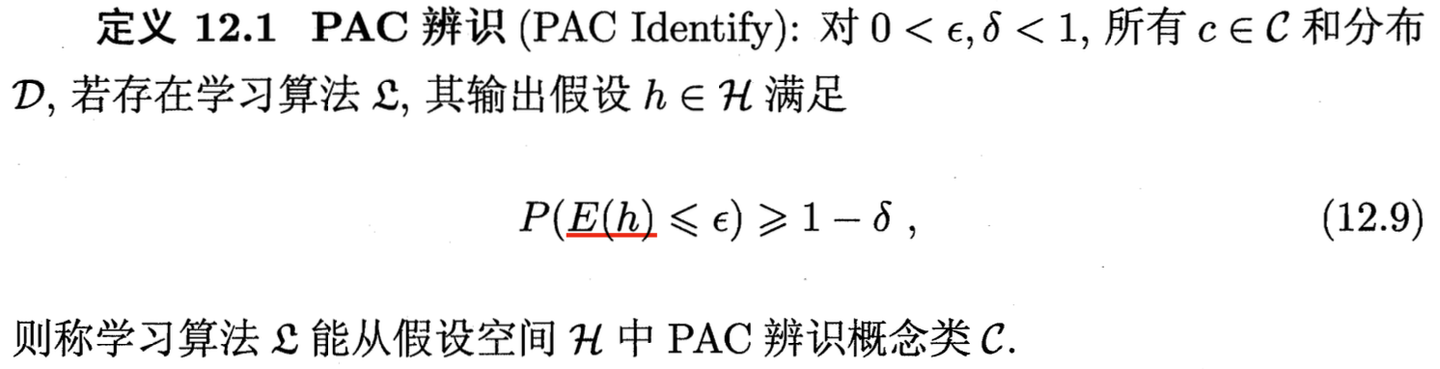 定义 12.1 PAC 辨识 (PAC Identify): 对 0 < ϵ, δ < 1, 所有 c ∈ 𝒞 和分布
𝒟, 若存在学习算法 𝔏, 其输出假设 h ∈ ℋ 满足
P(E(h) ⩽ ϵ) ⩾ 1 − δ , (12.9)
则称学习算法 𝔏 能从假设空间 ℋ 中 PAC 辨识概念类 𝒞.